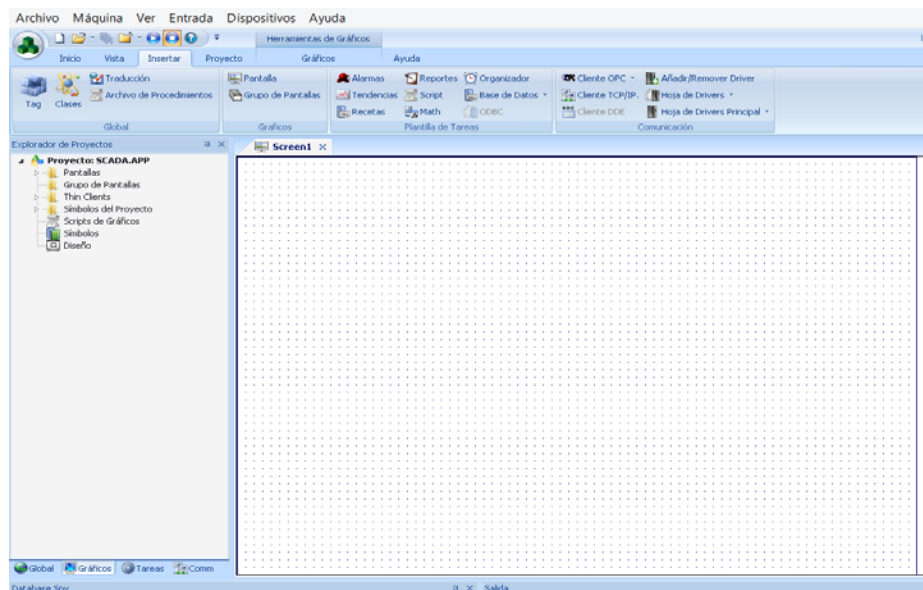 Archivo Máquina Ver Entrada Dispositivos Ayuda
Herramientas de Gráficos
Inicio Vista Insertar Proyecto Gráficos Ayuda
Tag
Clases
Traducción
Archivo de Procedimientos
Global
Pantalla
Grupo de Pantallas
Graficos
Alarmas Reportes Organizador
Tendencias Script Base de Datos
Recetas Math ODBC
Plantilla de Tareas
Cliente OPC Añadir/Remover Driver
Cliente TCP/IP. Hoja de Drivers
Cliente DDE Hoja de Drivers Principal
Comunicación
Explorador de Proyectos
Screen1
Proyecto: SCADA.APP
Pantallas
Grupo de Pantallas
Thin Clients
Símbolos del Proyecto
Scripts de Gráficos
Símbolos
Diseño
Global Gráficos Tareas Comm
Database Spy
Salida